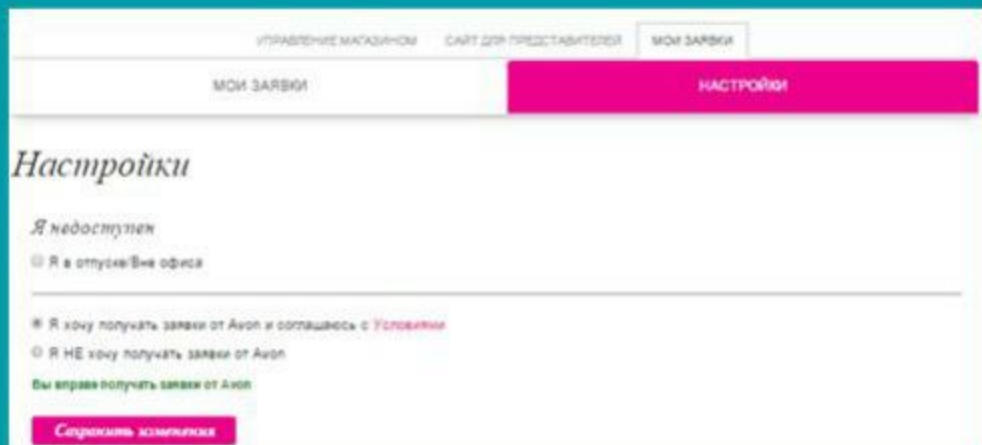 УПРАВЛЕНИЕ МАГАЗИНОМ САЙТ ДЛЯ ПРЕДСТАВИТЕЛЕЙ МОИ ЗАЯВКИ
МОИ ЗАЯВКИ НАСТРОЙКИ
Настройки
Я недоступен
Я в отпуске/Вне офиса
Я хочу получать заявки от Avon и соглашаюсь с Условиями
Я НЕ хочу получать заявки от Avon
Вы вправе получать заявки от Avon
Сохранить изменения